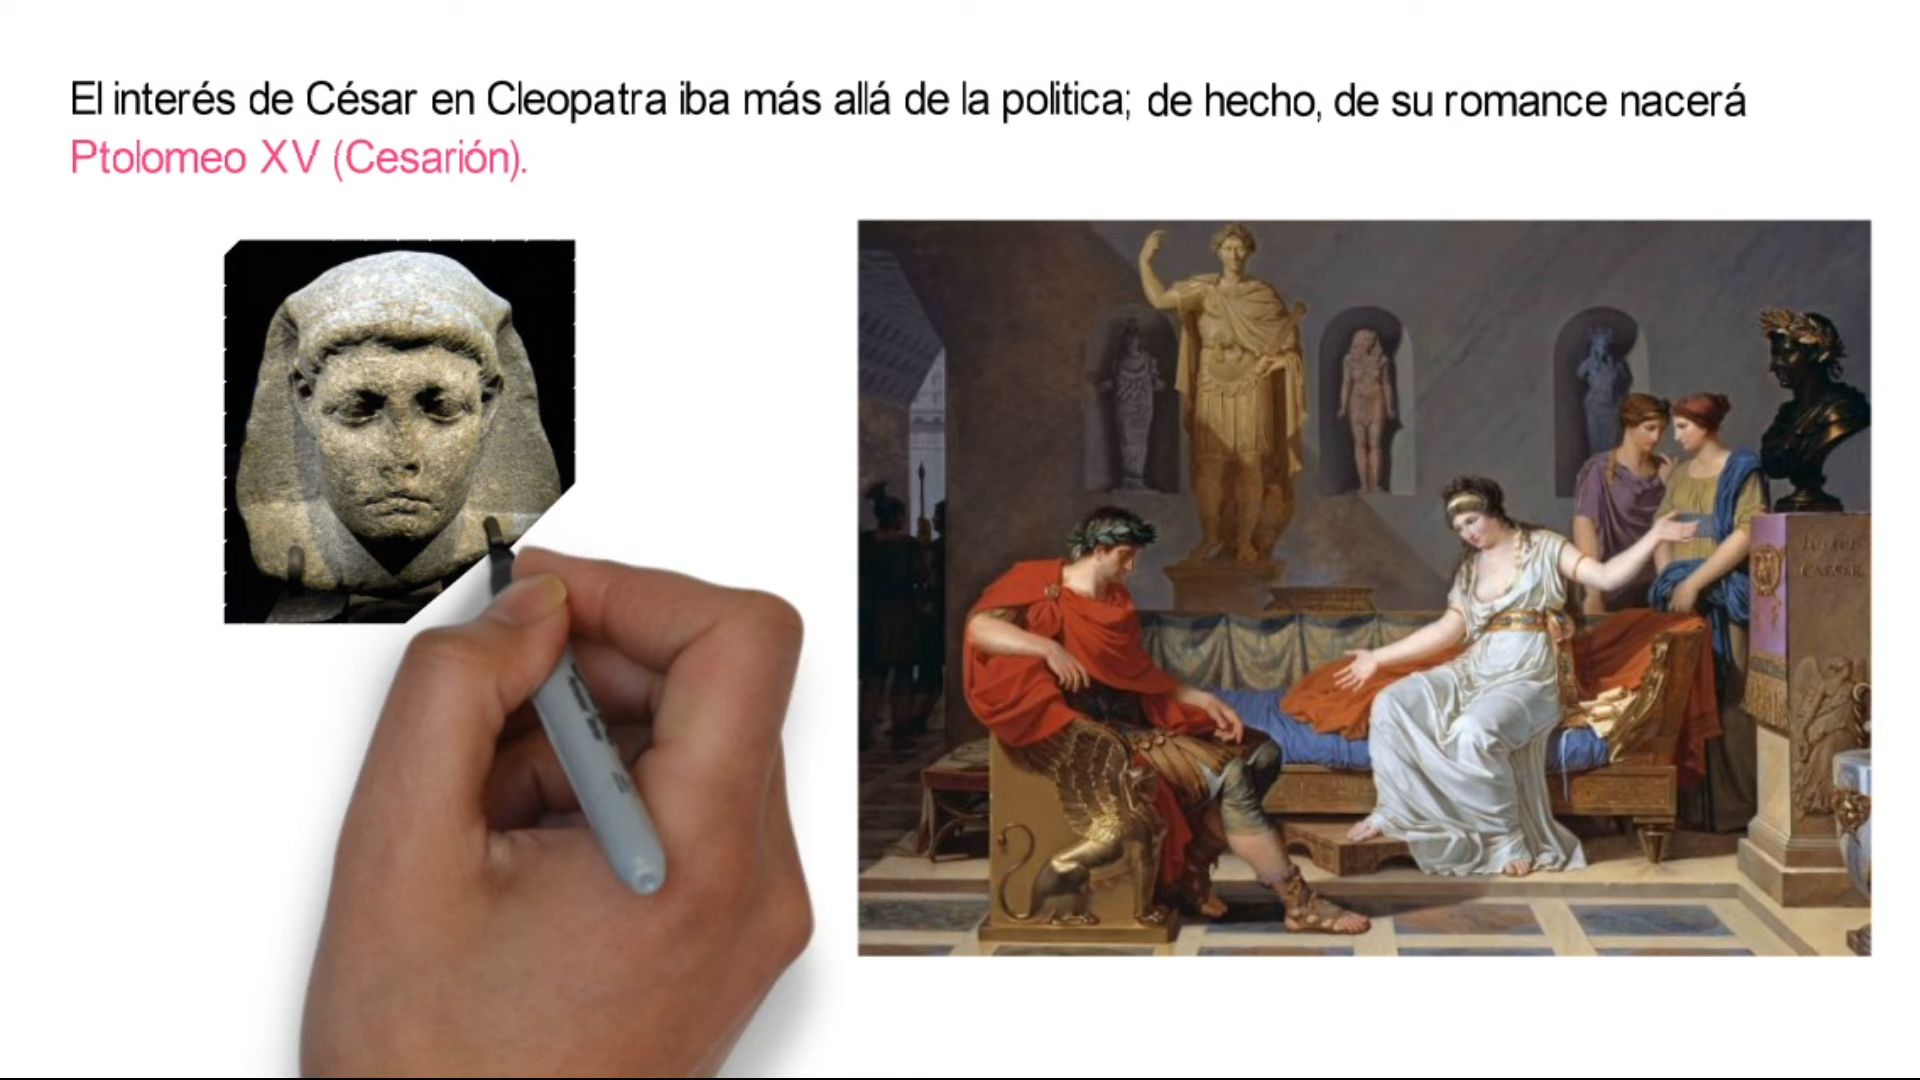 El interés de César en Cleopatra iba más allá de la politica; de hecho, de su romance nacerá
Ptolomeo XV (Cesarión).
CAESAR